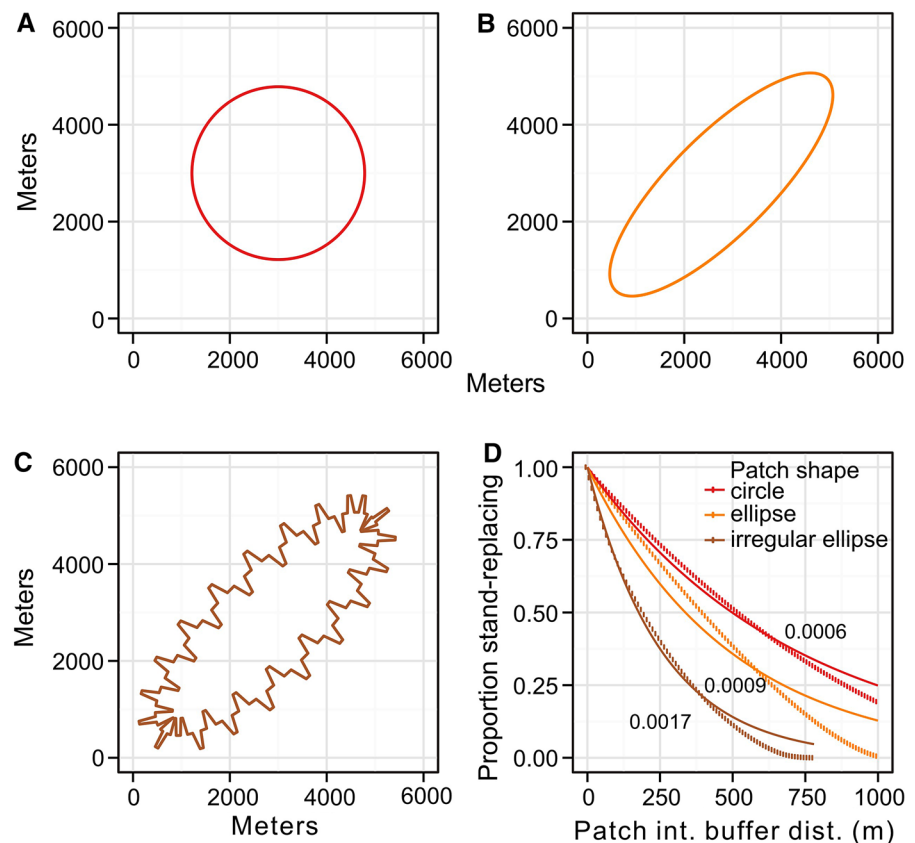 A
6000
4000
2000
0
Meters
0 2000 4000 6000
B
6000
4000
2000
0
0 2000 4000 6000
Meters
C
6000
4000
2000
0
Meters
0 2000 4000 6000
Meters
D
1.00
0.75
0.50
0.25
0.00
Proportion stand-replacing
Patch shape
circle
ellipse
irregular ellipse
0.0006
0.0009
0.0017
0 250 500 750 1000
Patch int. buffer dist. (m)